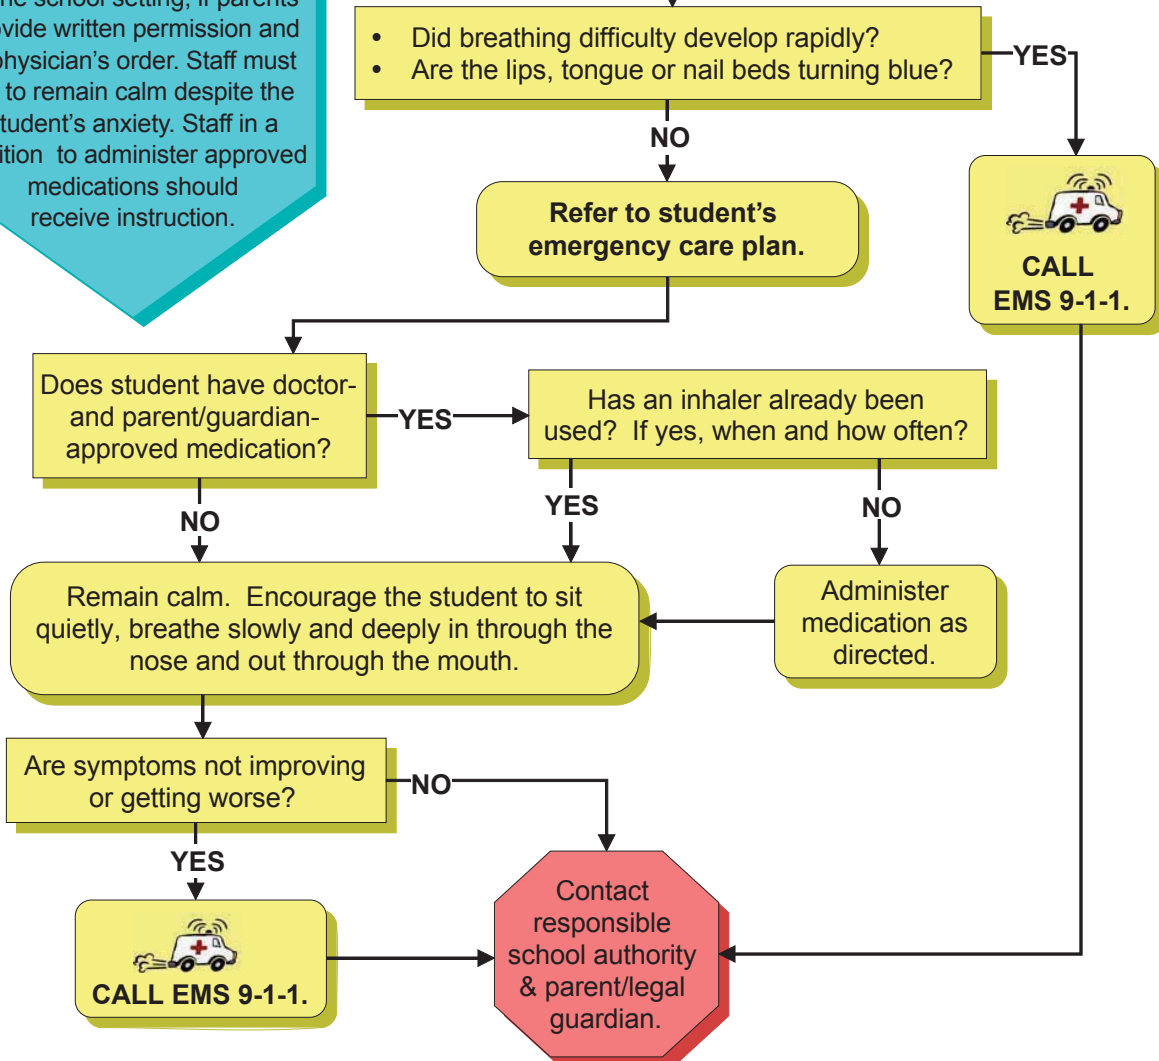 school setting, if parents
written permission and
physician's order. Staff must
to remain calm despite the
student's anxiety. Staff in a
to administer approved
medications should
receive instruction.
• Did breathing difficulty develop rapidly?
• Are the lips, tongue or nail beds turning blue?
YES
NO
CALL
EMS 9-1-1.
Refer to student's
emergency care plan.
Does student have doctor-
and parent/guardian-
approved medication?
YES
Has an inhaler already been
used?  If yes, when and how often?
NO
YES
NO
Remain calm.  Encourage the student to sit
quietly, breathe slowly and deeply in through the
nose and out through the mouth.
Administer
medication as
directed.
Are symptoms not improving
or getting worse?
NO
YES
CALL EMS 9-1-1.
Contact
responsible
school authority
& parent/legal
guardian.